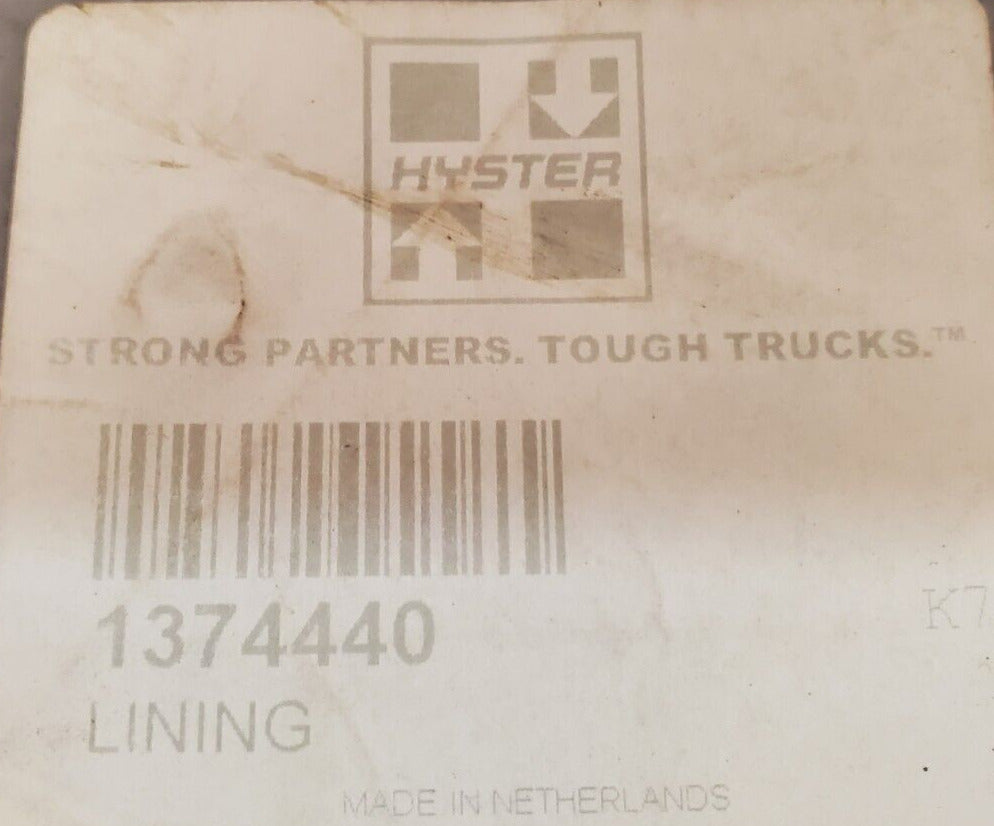 HYSTER
STRONG PARTNERS. TOUGH TRUCKS.™
1374440
K7
LINING
MADE IN NETHERLANDS